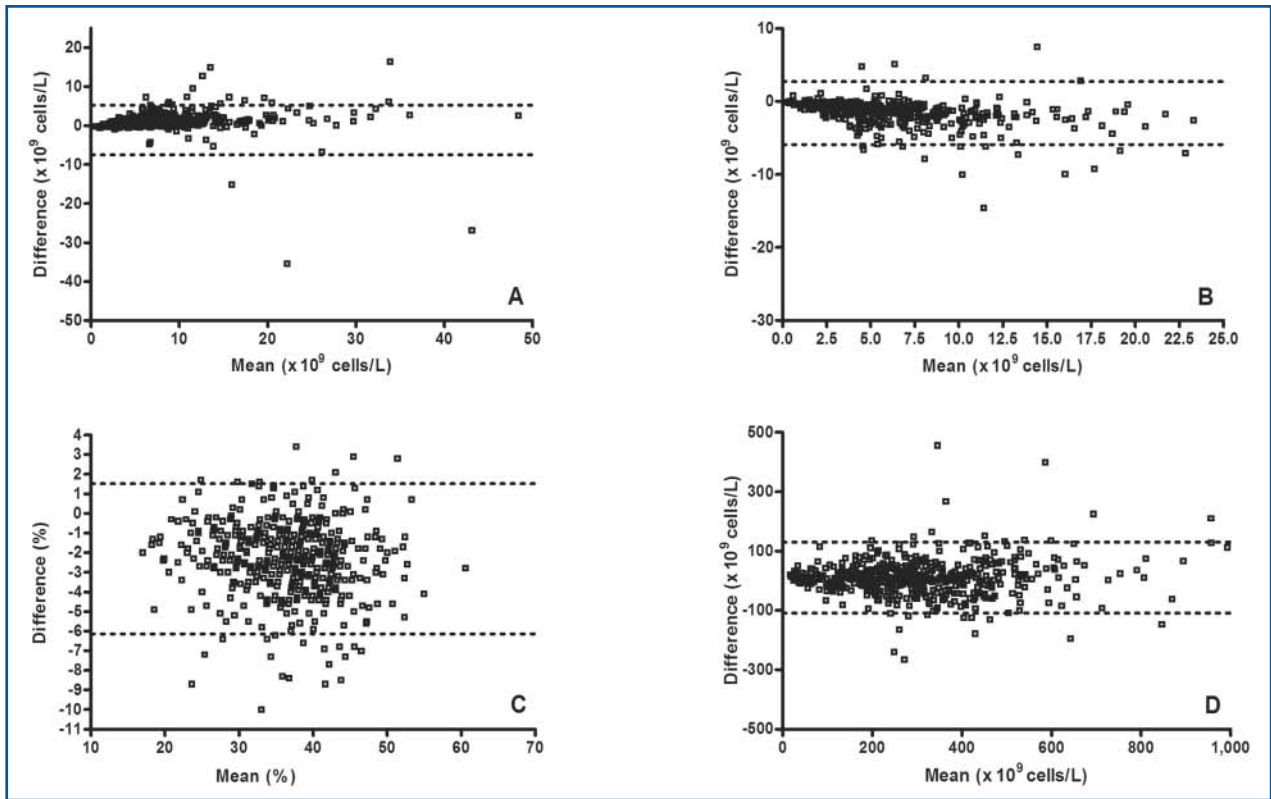 20
10
0
-10
-20
-30
-40
-50
Difference (x 10⁹ cells/L)
0 10 20 30 40 50
Mean (x 10⁹ cells/L)
A
10
0
-10
-20
-30
Difference (x 10⁹ cells/L)
0.0 2.5 5.0 7.5 10.0 12.5 15.0 17.5 20.0 22.5 25.0
Mean (x 10⁹ cells/L)
B
4
3
2
1
0
-1
-2
-3
-4
-5
-6
-7
-8
-9
-10
-11
Difference (%)
10 20 30 40 50 60 70
Mean (%)
C
500
300
100
-100
-300
-500
Difference (x 10⁹ cells/L)
0 200 400 600 800 1,000
Mean (x 10⁹ cells/L)
D